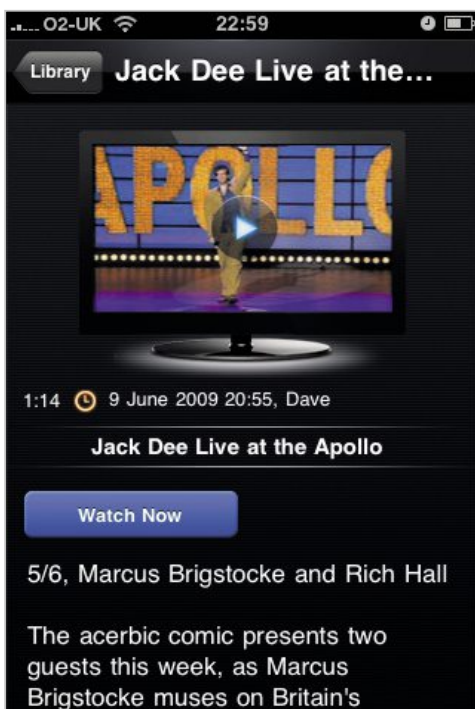 O2-UK 22:59
Library Jack Dee Live at the...
APOLLO
1:14 9 June 2009 20:55, Dave
Jack Dee Live at the Apollo
Watch Now
5/6, Marcus Brigstocke and Rich Hall
The acerbic comic presents two
guests this week, as Marcus
Brigstocke muses on Britain's